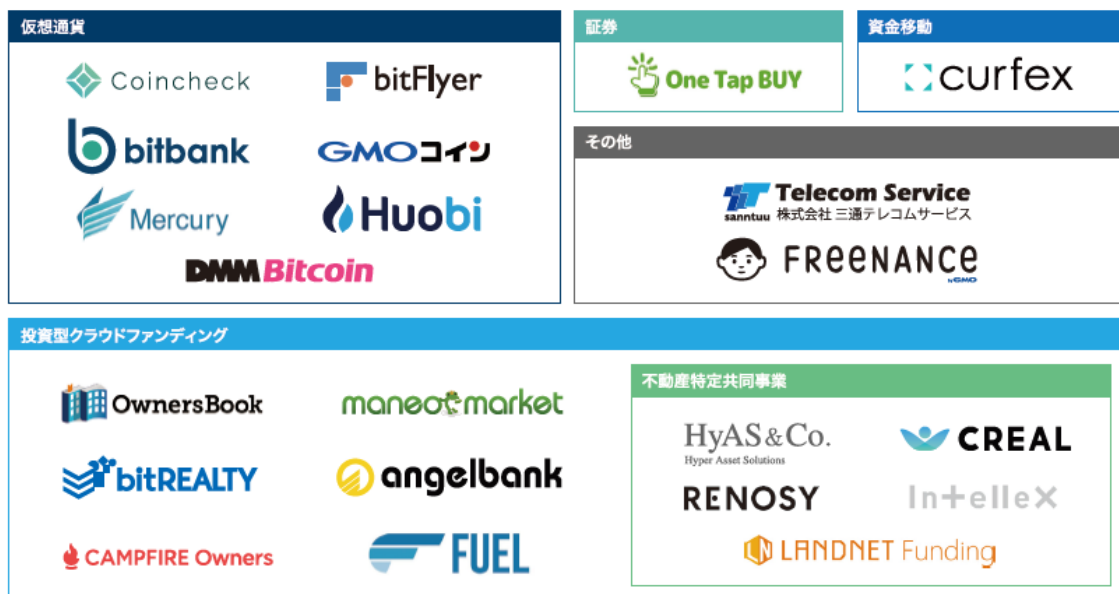 仮想通貨
Coincheck
bitFlyer
bitbank
GMOコイン
Mercury
Huobi
DMM Bitcoin
証券
One Tap BUY
資金移動
curfex
その他
sanntuu
Telecom Service
株式会社 三通テレコムサービス
FREENANCE
by GMO
投資型クラウドファンディング
OwnersBook
maneo market
bitREALTY
angelbank
CAMPFIRE Owners
FUEL
不動産特定共同事業
HyAS&Co.
Hyper Asset Solutions
CREAL
RENOSY
Intellex
LN LANDNET Funding